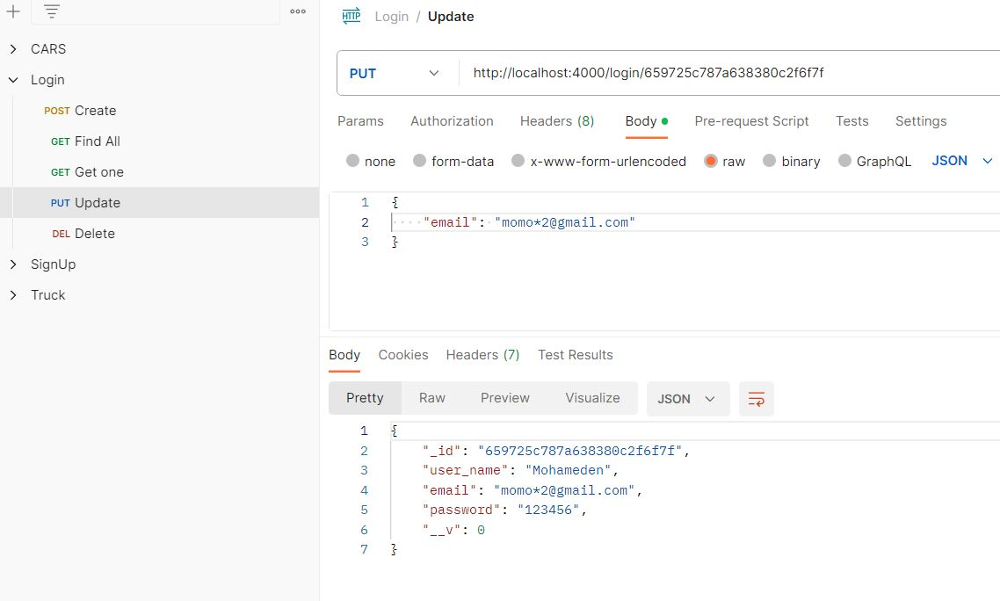 CARS
Login
POST Create
GET Find All
GET Get one
PUT Update
DEL Delete
SignUp
Truck
HTTP Login / Update
PUT http://localhost:4000/login/659725c787a638380c2f6f7f
Params Authorization Headers (8) Body Pre-request Script Tests Settings
none form-data x-www-form-urlencoded raw binary GraphQL JSON
1 {
2 "email": "momo*2@gmail.com"
3 }
Body Cookies Headers (7) Test Results
Pretty Raw Preview Visualize JSON
1 {
2 "_id": "659725c787a638380c2f6f7f",
3 "user_name": "Mohameden",
4 "email": "momo*2@gmail.com",
5 "password": "123456",
6 "__v": 0
7 }